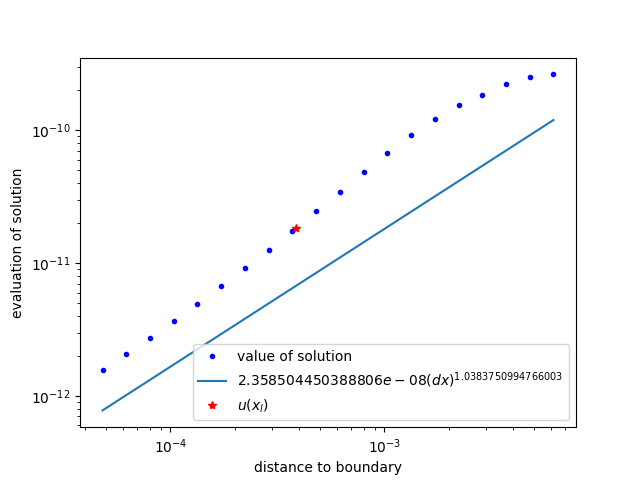 10⁻¹⁰
10⁻¹¹
10⁻¹²
evaluation of solution
value of solution
2.358504450388806e − 08(dx)^1.0383750994766003
u(x_I)
10⁻⁴
10⁻³
distance to boundary